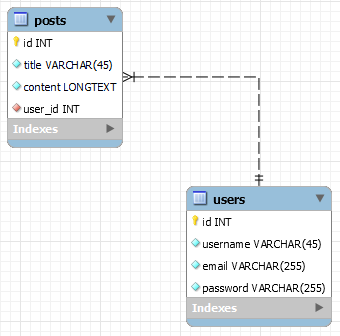 posts
id INT
title VARCHAR(45)
content LONGTEXT
user_id INT
Indexes
users
id INT
username VARCHAR(45)
email VARCHAR(255)
password VARCHAR(255)
Indexes